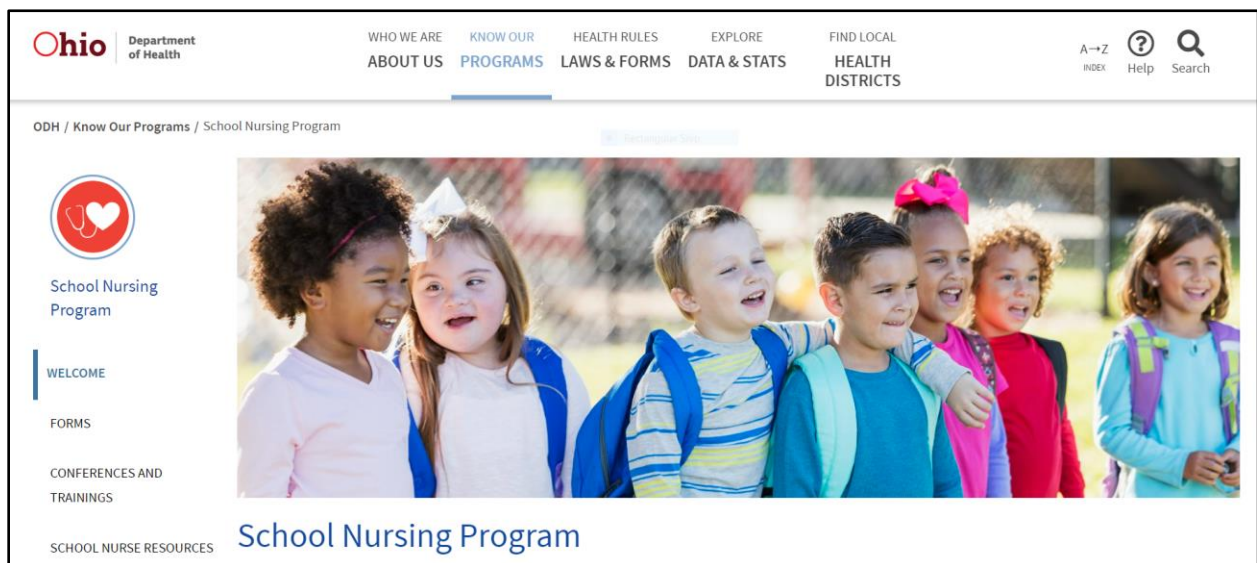 Ohio
Department
of Health
WHO WE ARE
ABOUT US
KNOW OUR
PROGRAMS
HEALTH RULES
LAWS & FORMS
EXPLORE
DATA & STATS
FIND LOCAL
HEALTH
DISTRICTS
A→Z
INDEX
?
Help
Search
ODH / Know Our Programs / School Nursing Program
Rectangular Snip
School Nursing
Program
WELCOME
FORMS
CONFERENCES AND
TRAININGS
SCHOOL NURSE RESOURCES
School Nursing Program